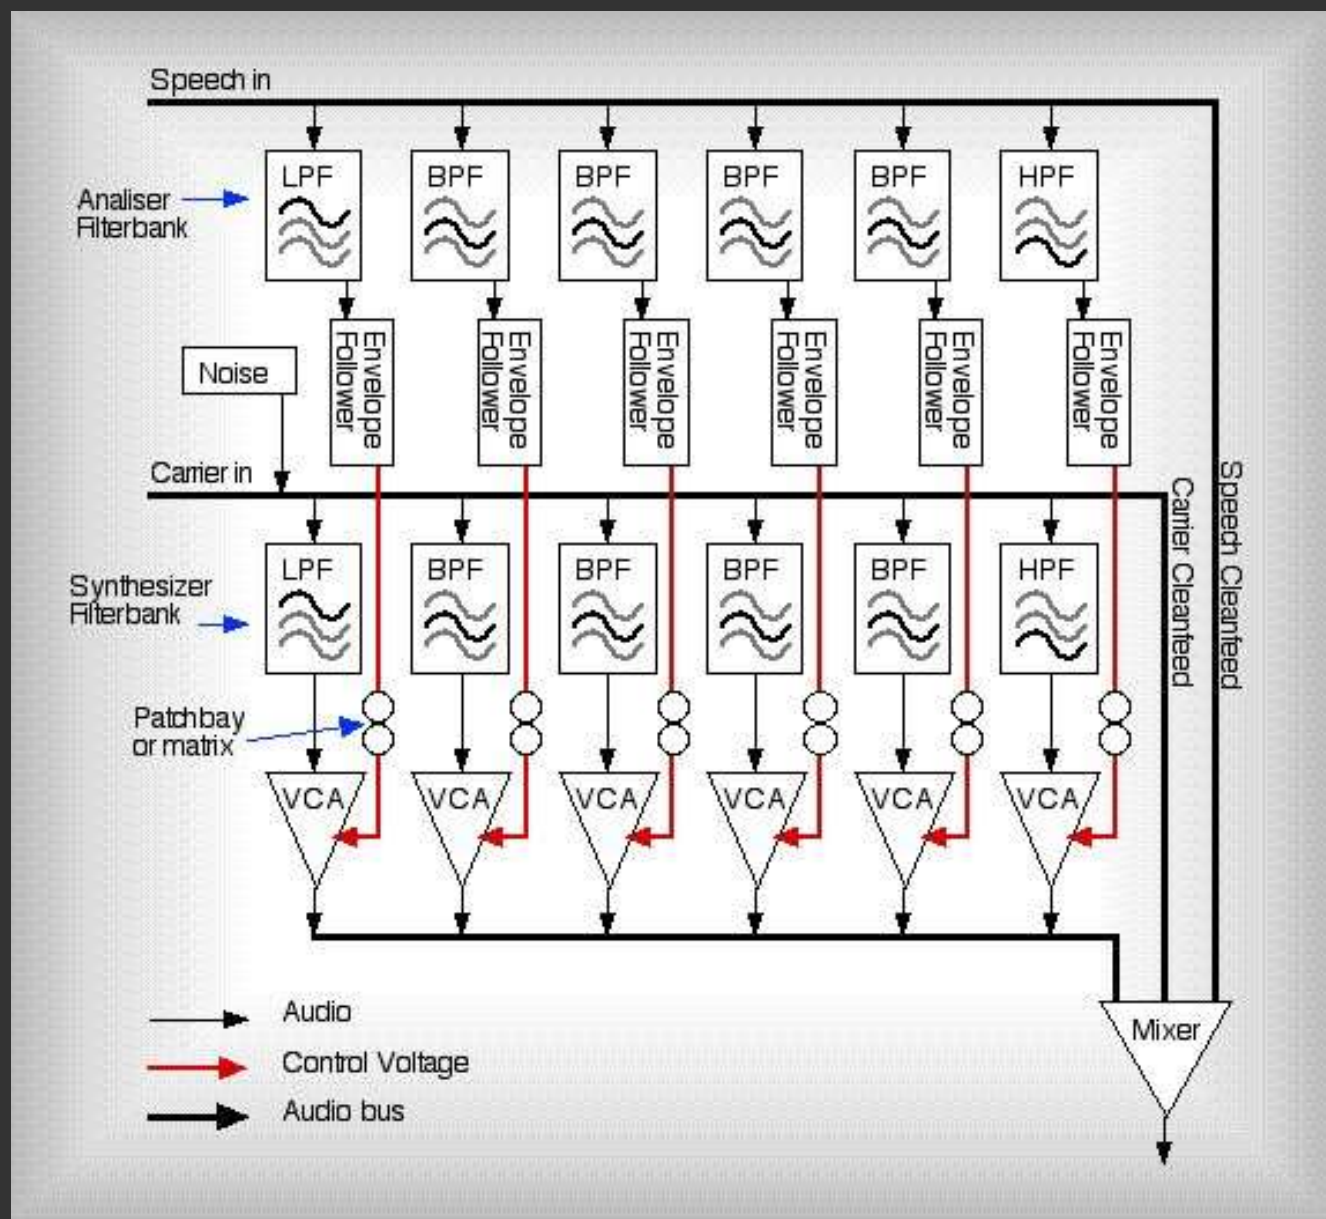 Speech in
LPF
BPF
BPF
BPF
BPF
HPF
Analiser
Filterbank
Envelope
Follower
Envelope
Follower
Envelope
Follower
Envelope
Follower
Envelope
Follower
Envelope
Follower
Noise
Carrier in
Carrier Cleanfeed
Speech Cleanfeed
LPF
BPF
BPF
BPF
BPF
HPF
Synthesizer
Filterbank
Patchbay
or matrix
VCA
VCA
VCA
VCA
VCA
VCA
Audio
Control Voltage
Audio bus
Mixer